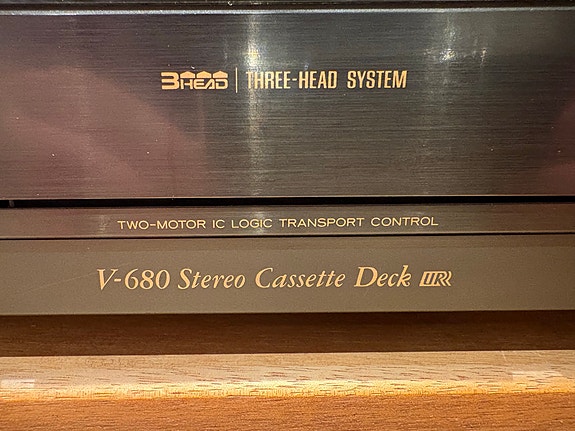 3HEAD | THREE-HEAD SYSTEM
TWO-MOTOR IC LOGIC TRANSPORT CONTROL
V-680 Stereo Cassette Deck